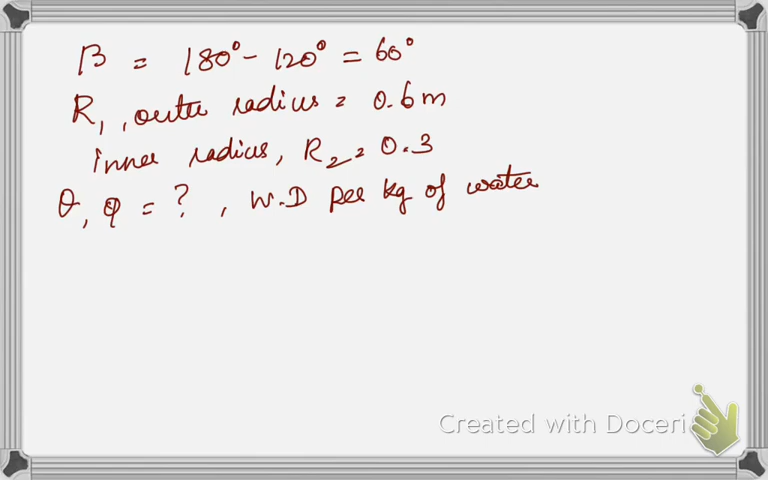 β = 180° - 120° = 60°
R₁, outer radius = 0.6m
inner radius, R₂ = 0.3
θ, φ = ? , W.D per kg of water
Created with Doceri